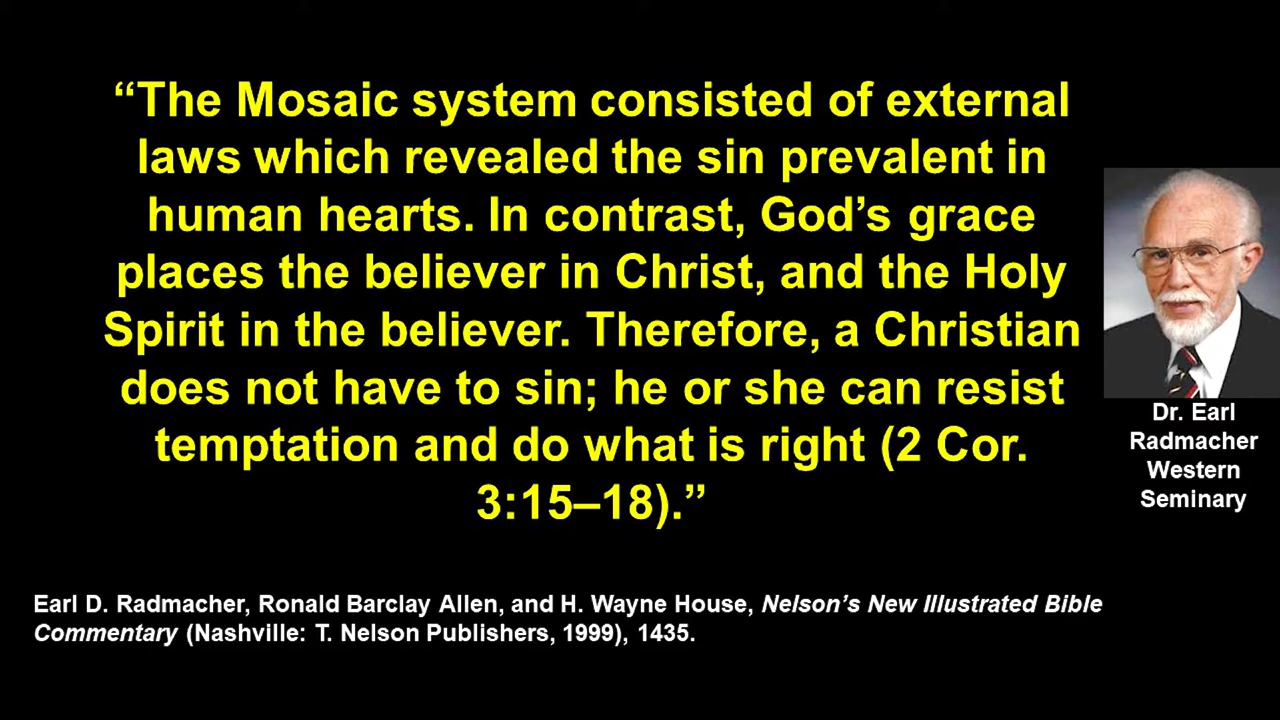 “The Mosaic system consisted of external
laws which revealed the sin prevalent in
human hearts. In contrast, God’s grace
places the believer in Christ, and the Holy
Spirit in the believer. Therefore, a Christian
does not have to sin; he or she can resist
temptation and do what is right (2 Cor.
3:15–18).”
Dr. Earl
Radmacher
Western
Seminary
Earl D. Radmacher, Ronald Barclay Allen, and H. Wayne House, Nelson’s New Illustrated Bible
Commentary (Nashville: T. Nelson Publishers, 1999), 1435.